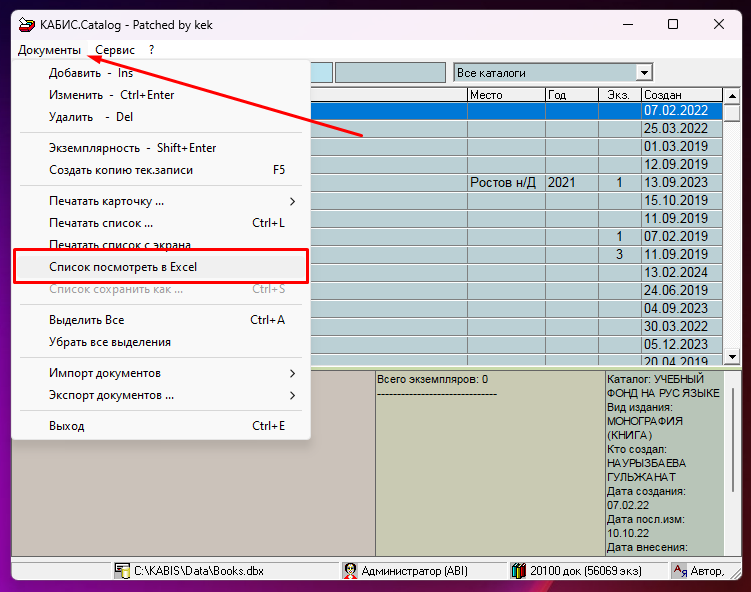 КАБИС.Catalog - Patched by kek
Документы Сервис ?
Добавить - Ins
Изменить - Ctrl+Enter
Удалить - Del
Экземплярность - Shift+Enter
Создать копию тек.записи F5
Печатать карточку ...
Печатать список ... Ctrl+L
Печатать список с экрана
Список посмотреть в Excel
Список сохранить как ... Ctrl+S
Выделить Все Ctrl+A
Убрать все выделения
Импорт документов
Экспорт документов ...
Выход Ctrl+E
Все каталоги
Место Год Экз. Создан
07.02.2022
25.03.2022
01.03.2019
12.09.2019
Ростов н/Д 2021 1 13.09.2023
15.10.2019
11.09.2019
1 07.02.2019
3 11.09.2019
13.02.2024
24.06.2019
04.09.2023
30.03.2022
05.12.2023
20.04.2019
Всего экземпляров: 0
------------------------------
Каталог: УЧЕБНЫЙ
ФОНД НА РУС ЯЗЫКЕ
Вид издания:
МОНОГРАФИЯ
(КНИГА)
Кто создал:
НАУРЫЗБАЕВА
ГУЛЬЖАНАТ
Дата создания:
07.02.22
Дата посл.изм:
10.10.22
Дата внесения:
C:\KABIS\Data\Books.dbx Администратор (ABI) 20100 док (56069 экз) Автор,